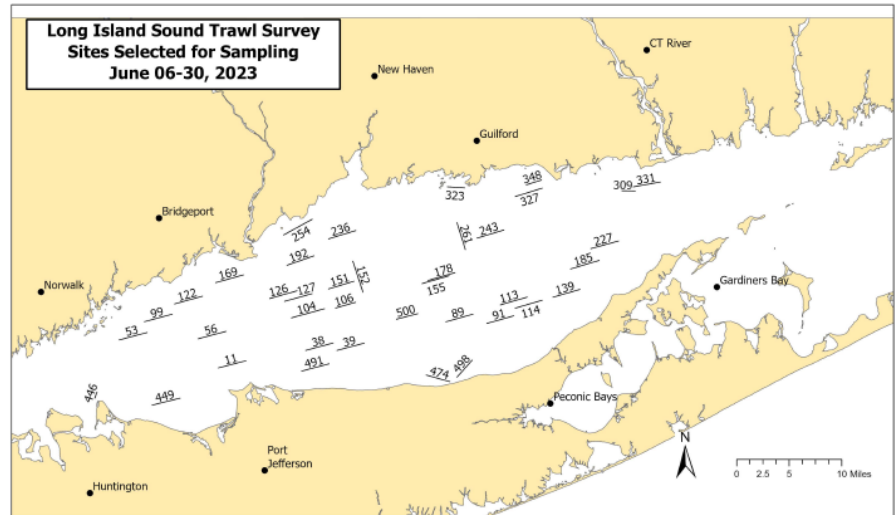 Long Island Sound Trawl Survey
Sites Selected for Sampling
June 06-30, 2023
CT River
New Haven
Guilford
348
331
309
323
327
Bridgeport
254
236
261
243
227
192
185
169
178
152
151
Norwalk
126
127
155
Gardiners Bay
122
139
113
106
104
99
500
89
91
114
53
56
38
39
11
491
474
498
446
449
Peconic Bays
N
Port
Jefferson
Huntington
0 2.5 5 10 Miles